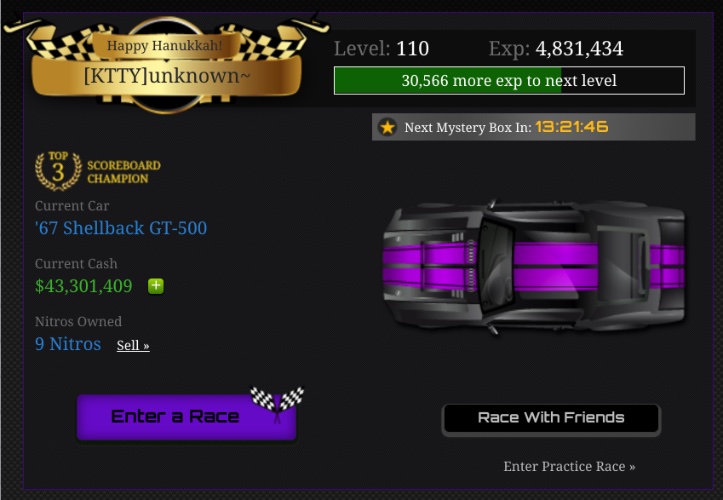 Happy Hanukkah!
[KTTY]unknown~
Level: 110 Exp: 4,831,434
30,566 more exp to next level
Next Mystery Box In: 13:21:46
TOP
3
SCOREBOARD
CHAMPION
Current Car
'67 Shellback GT-500
Current Cash
$43,301,409
Nitros Owned
9 Nitros Sell »
Enter a Race
Race With Friends
Enter Practice Race »